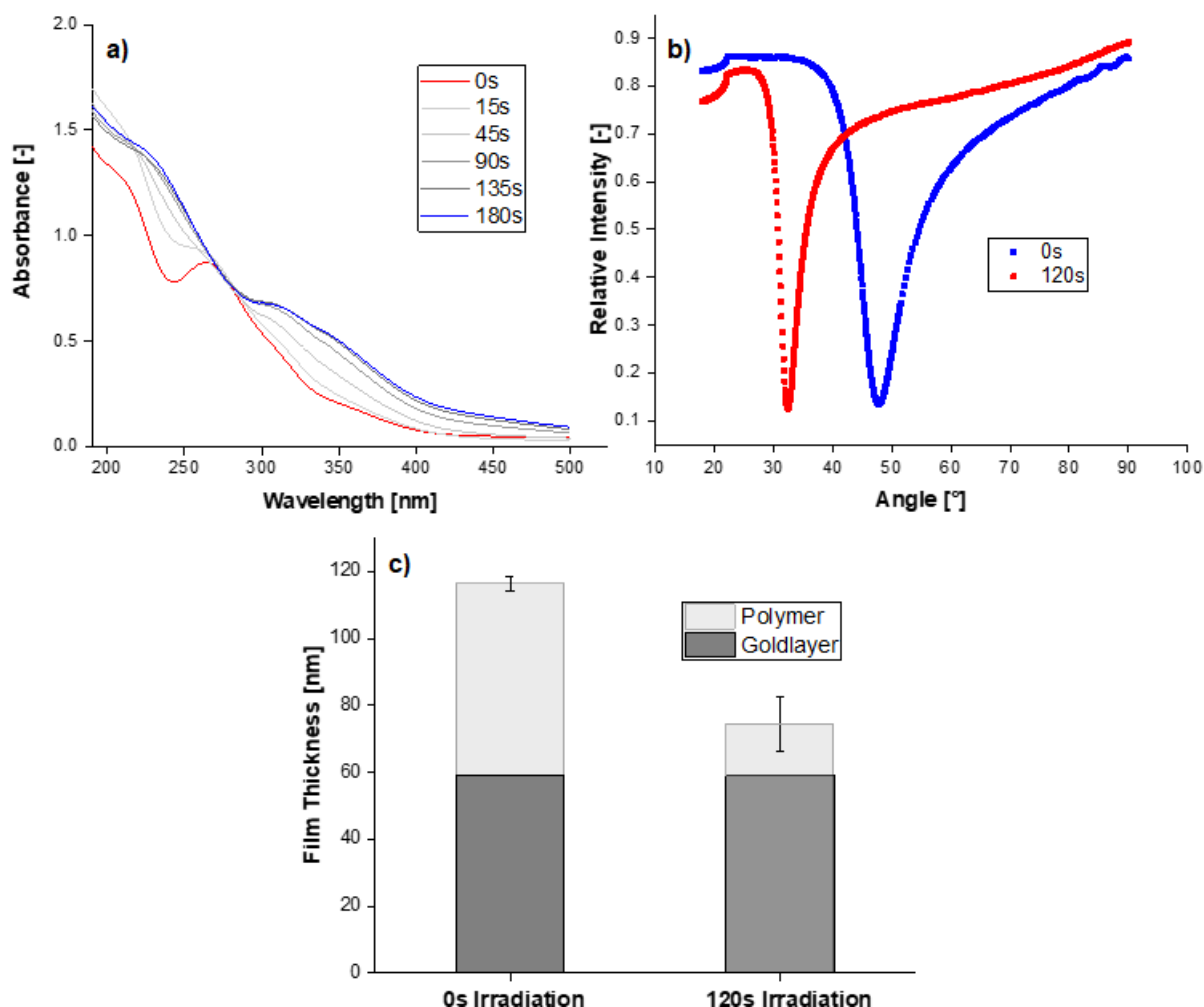 a)
2.0
1.5
1.0
0.5
0.0
Absorbance [-]
0s
15s
45s
90s
135s
180s
200 250 300 350 400 450 500
Wavelength [nm]
b)
0.9
0.8
0.7
0.6
0.5
0.4
0.3
0.2
0.1
Relative Intensity [-]
0s
120s
10 20 30 40 50 60 70 80 90 100
Angle [°]
c)
120
100
80
60
40
20
0
Film Thickness [nm]
Polymer
Goldlayer
0s Irradiation 120s Irradiation